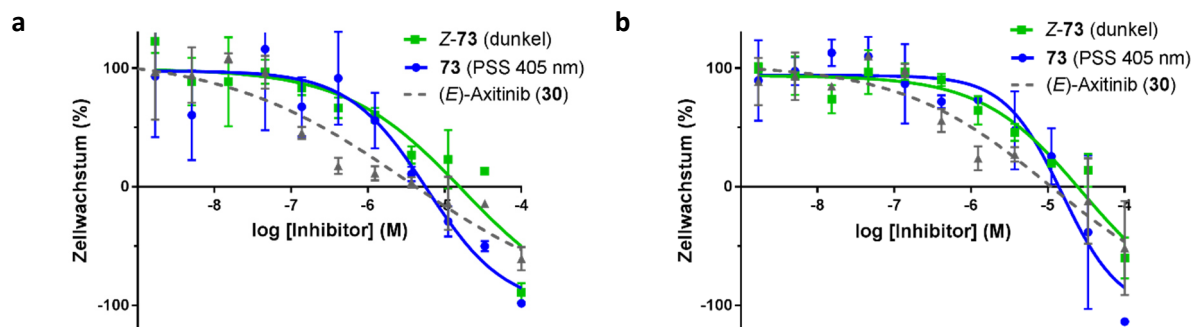 a
Z-73 (dunkel)
73 (PSS 405 nm)
(E)-Axitinib (30)
Zellwachstum (%)
100
0
-100
-8
-7
-6
-5
-4
log [Inhibitor] (M)
b
Z-73 (dunkel)
73 (PSS 405 nm)
(E)-Axitinib (30)
Zellwachstum (%)
100
0
-100
-8
-7
-6
-5
-4
log [Inhibitor] (M)